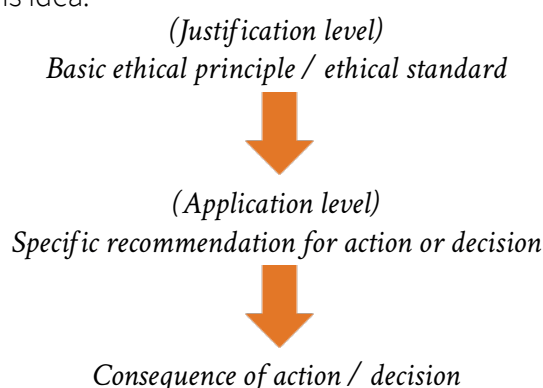 is idea.
(Justification level)
Basic ethical principle / ethical standard
(Application level)
Specific recommendation for action or decision
Consequence of action / decision